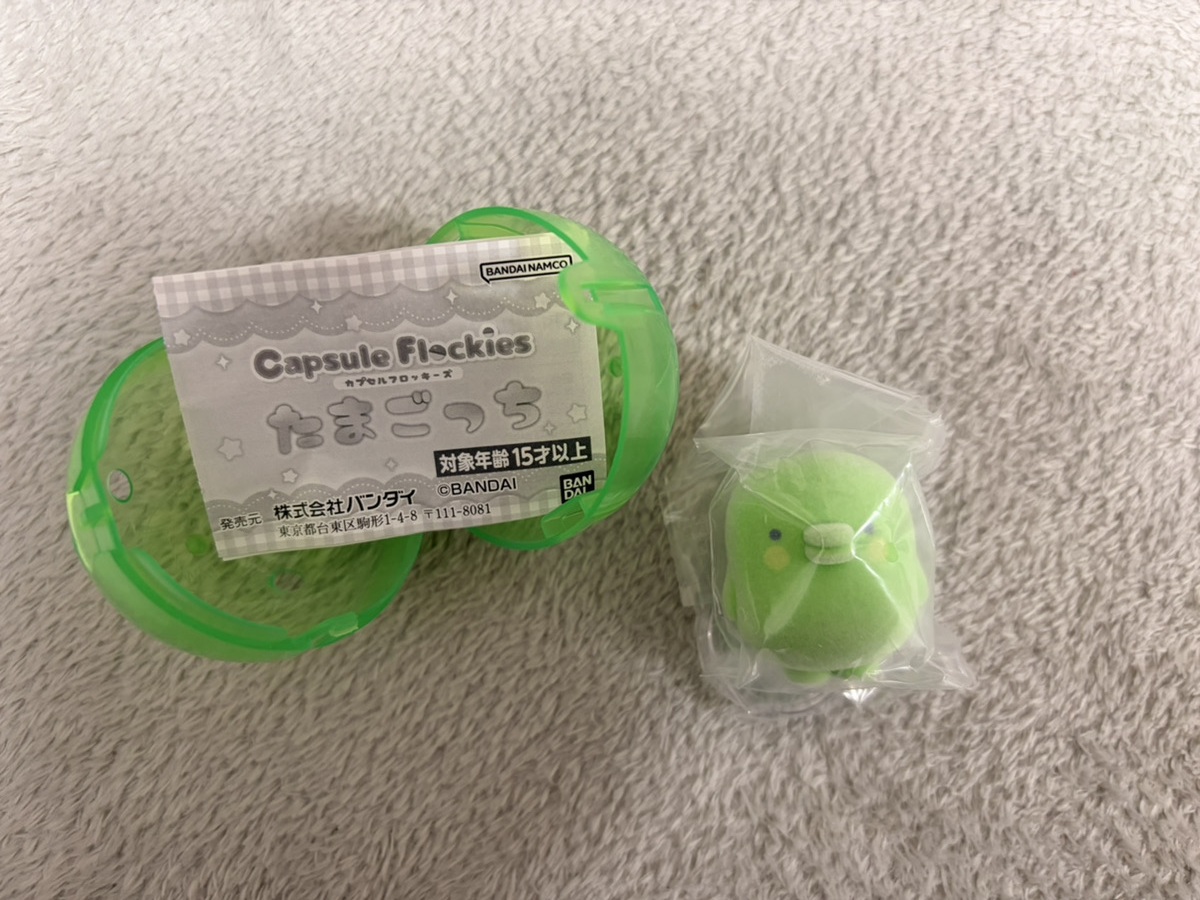 BANDAI NAMCO
Capsule Flockies
カプセルフロッキーズ
たまごっち
対象年齢15才以上
©BANDAI
BAN
DAI
発売元 株式会社バンダイ
東京都台東区駒形1-4-8 〒111-8081